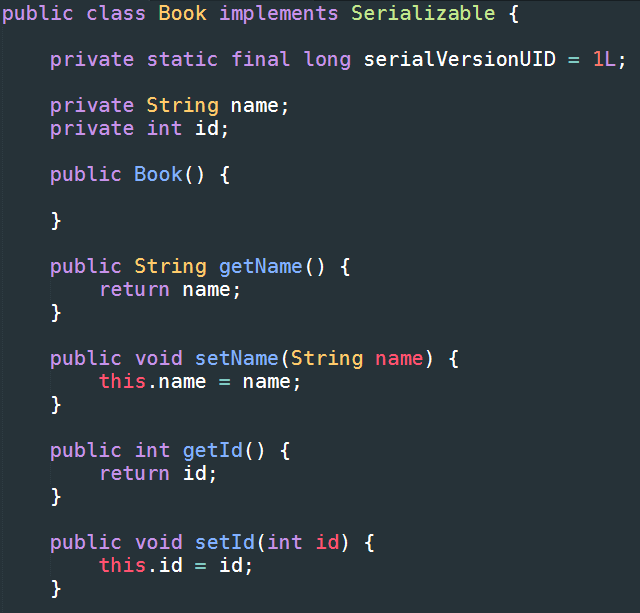 public class Book implements Serializable {
    private static final long serialVersionUID = 1L;
    private String name;
    private int id;
    public Book() {
    }
    public String getName() {
        return name;
    }
    public void setName(String name) {
        this.name = name;
    }
    public int getId() {
        return id;
    }
    public void setId(int id) {
        this.id = id;
    }